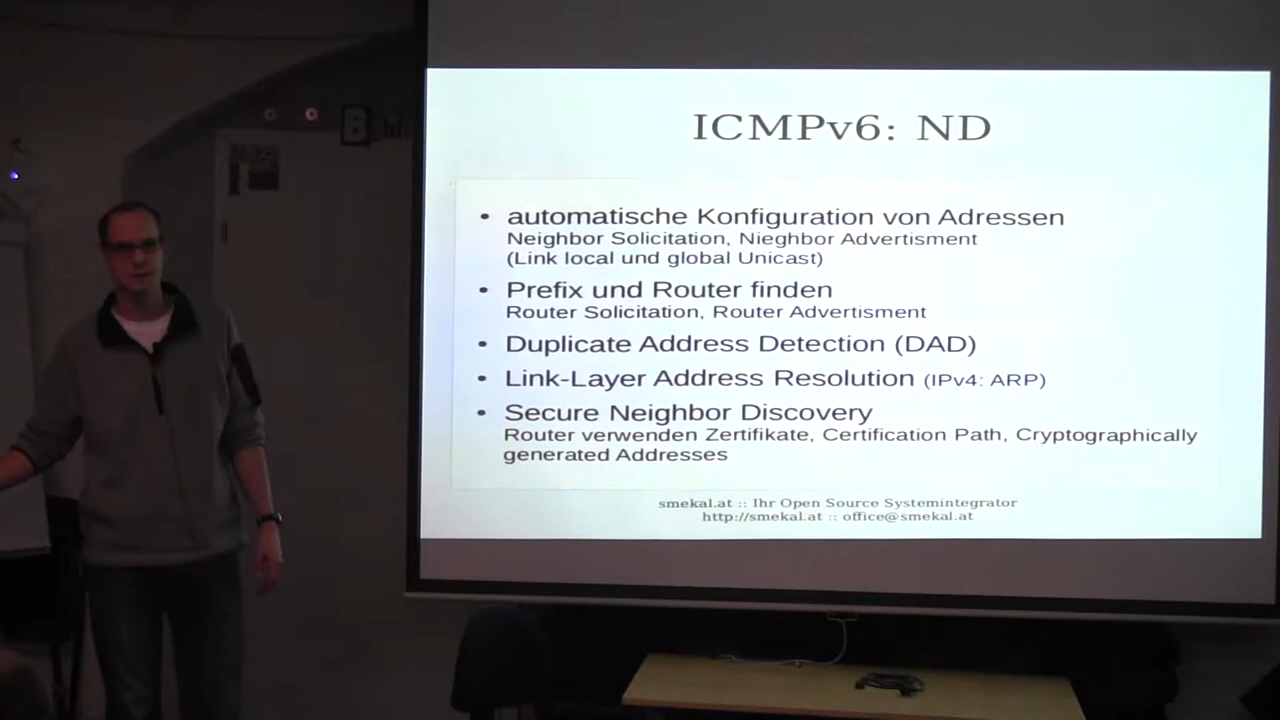 ICMPv6: ND
• automatische Konfiguration von Adressen
Neighbor Solicitation, Nieghbor Advertisment
(Link local und global Unicast)
• Prefix und Router finden
Router Solicitation, Router Advertisment
• Duplicate Address Detection (DAD)
• Link-Layer Address Resolution (IPv4: ARP)
• Secure Neighbor Discovery
Router verwenden Zertifikate, Certification Path, Cryptographically
generated Addresses
smekal.at :: Ihr Open Source Systemintegrator
http://smekal.at :: office@smekal.at
B